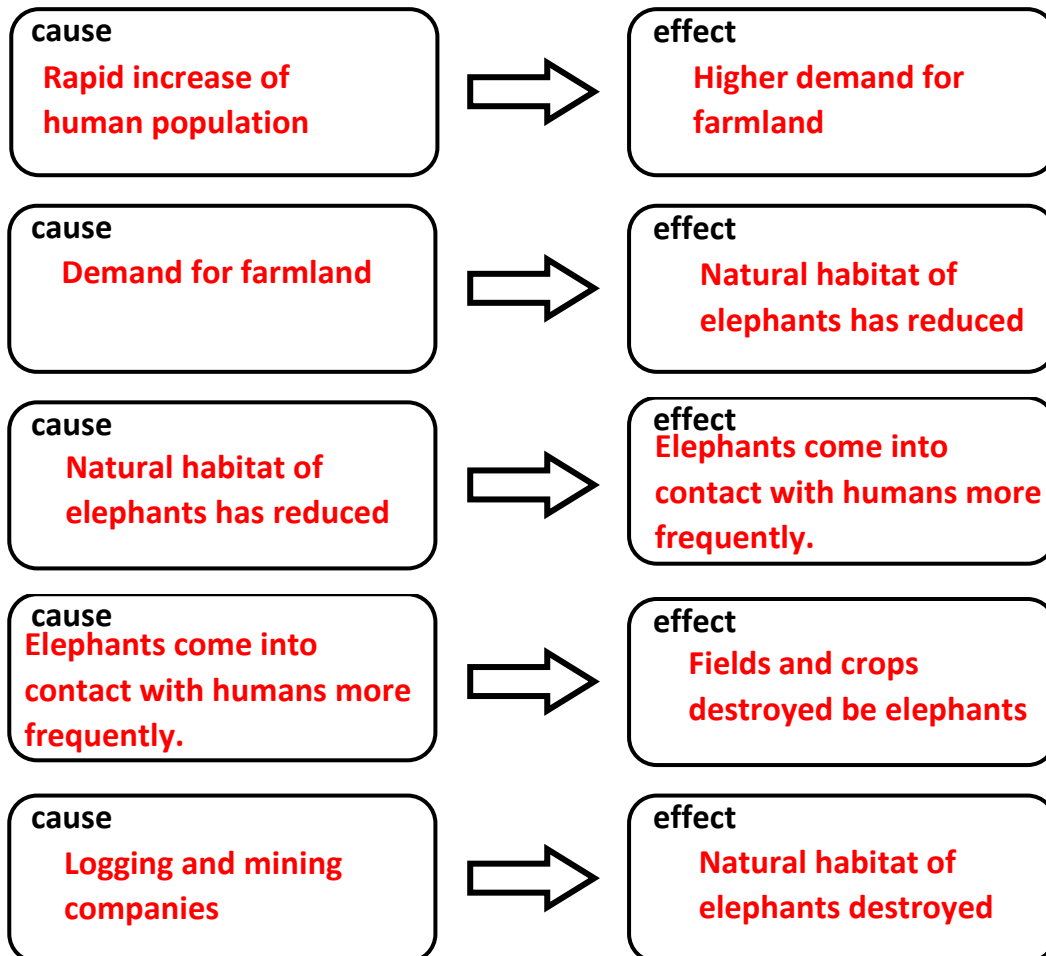 cause
Rapid increase of
human population
effect
Higher demand for
farmland
cause
Demand for farmland
effect
Natural habitat of
elephants has reduced
cause
Natural habitat of
elephants has reduced
effect
Elephants come into
contact with humans more
frequently.
cause
Elephants come into
contact with humans more
frequently.
effect
Fields and crops
destroyed be elephants
cause
Logging and mining
companies
effect
Natural habitat of
elephants destroyed